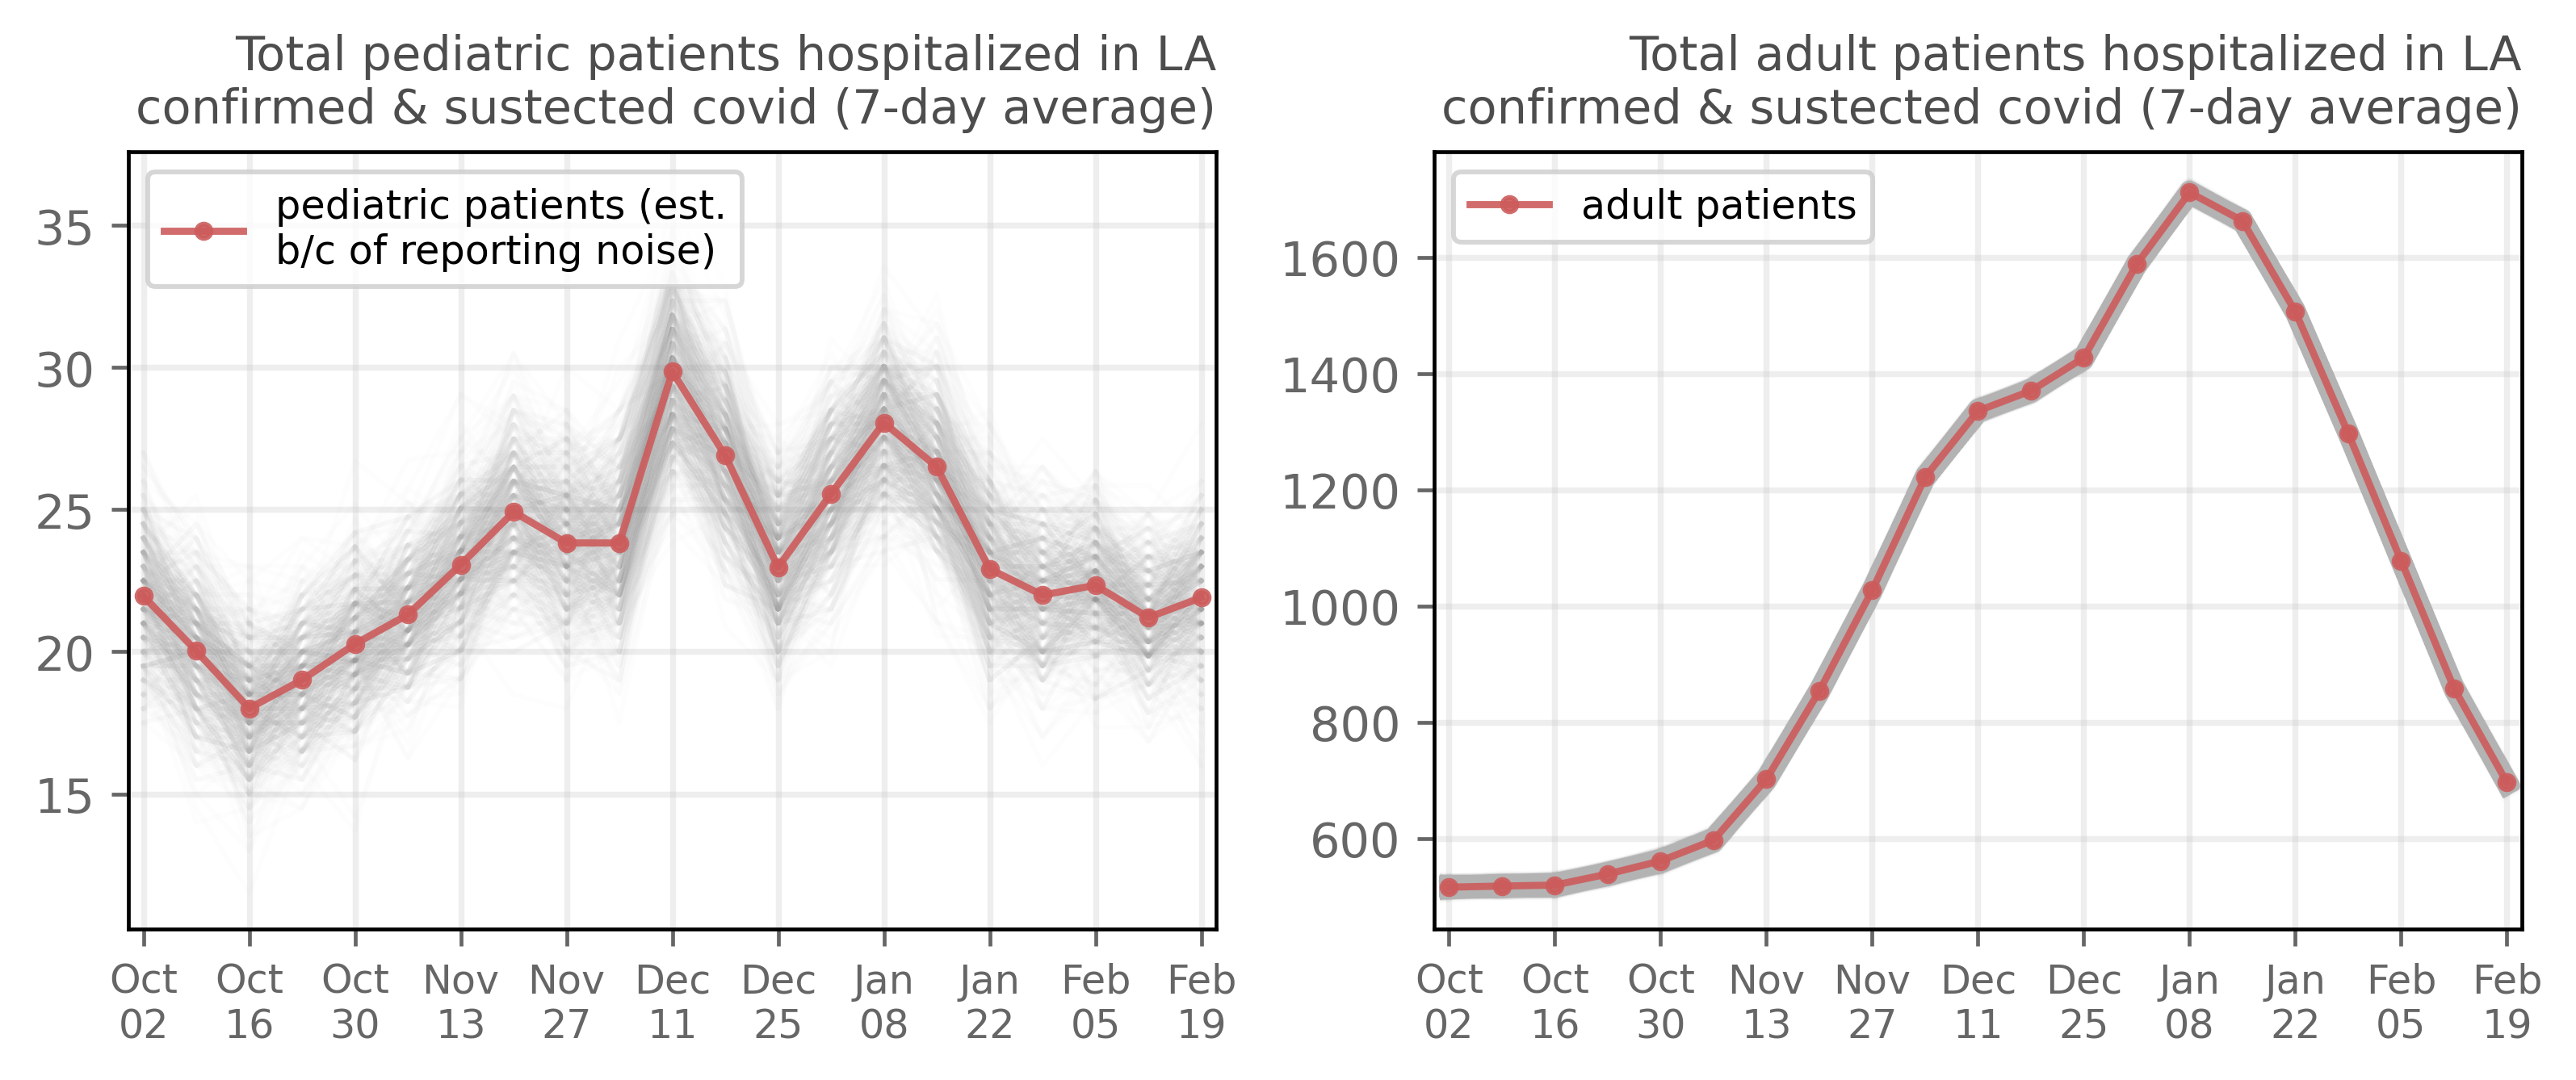 Total pediatric patients hospitalized in LA
confirmed & sustected covid (7-day average)
pediatric patients (est.
b/c of reporting noise)
35
30
25
20
15
Oct Oct Oct Nov Nov Dec Dec Jan Jan Feb Feb
02 16 30 13 27 11 25 08 22 05 19
Total adult patients hospitalized in LA
confirmed & sustected covid (7-day average)
adult patients
1600
1400
1200
1000
800
600
Oct Oct Oct Nov Nov Dec Dec Jan Jan Feb Feb
02 16 30 13 27 11 25 08 22 05 19